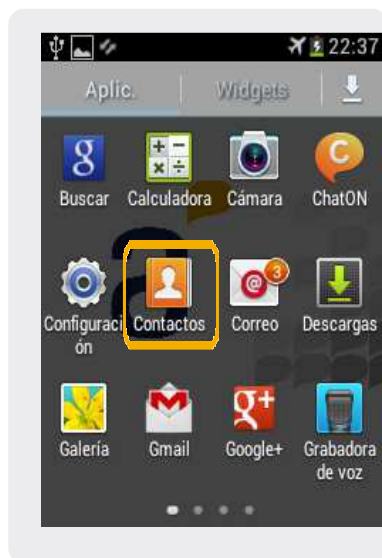 22:37
Aplic. Widgets
Buscar Calculadora Cámara ChatON
3
Configuraci Contactos Correo Descargas
ón
Galería Gmail Google+ Grabadora
de voz